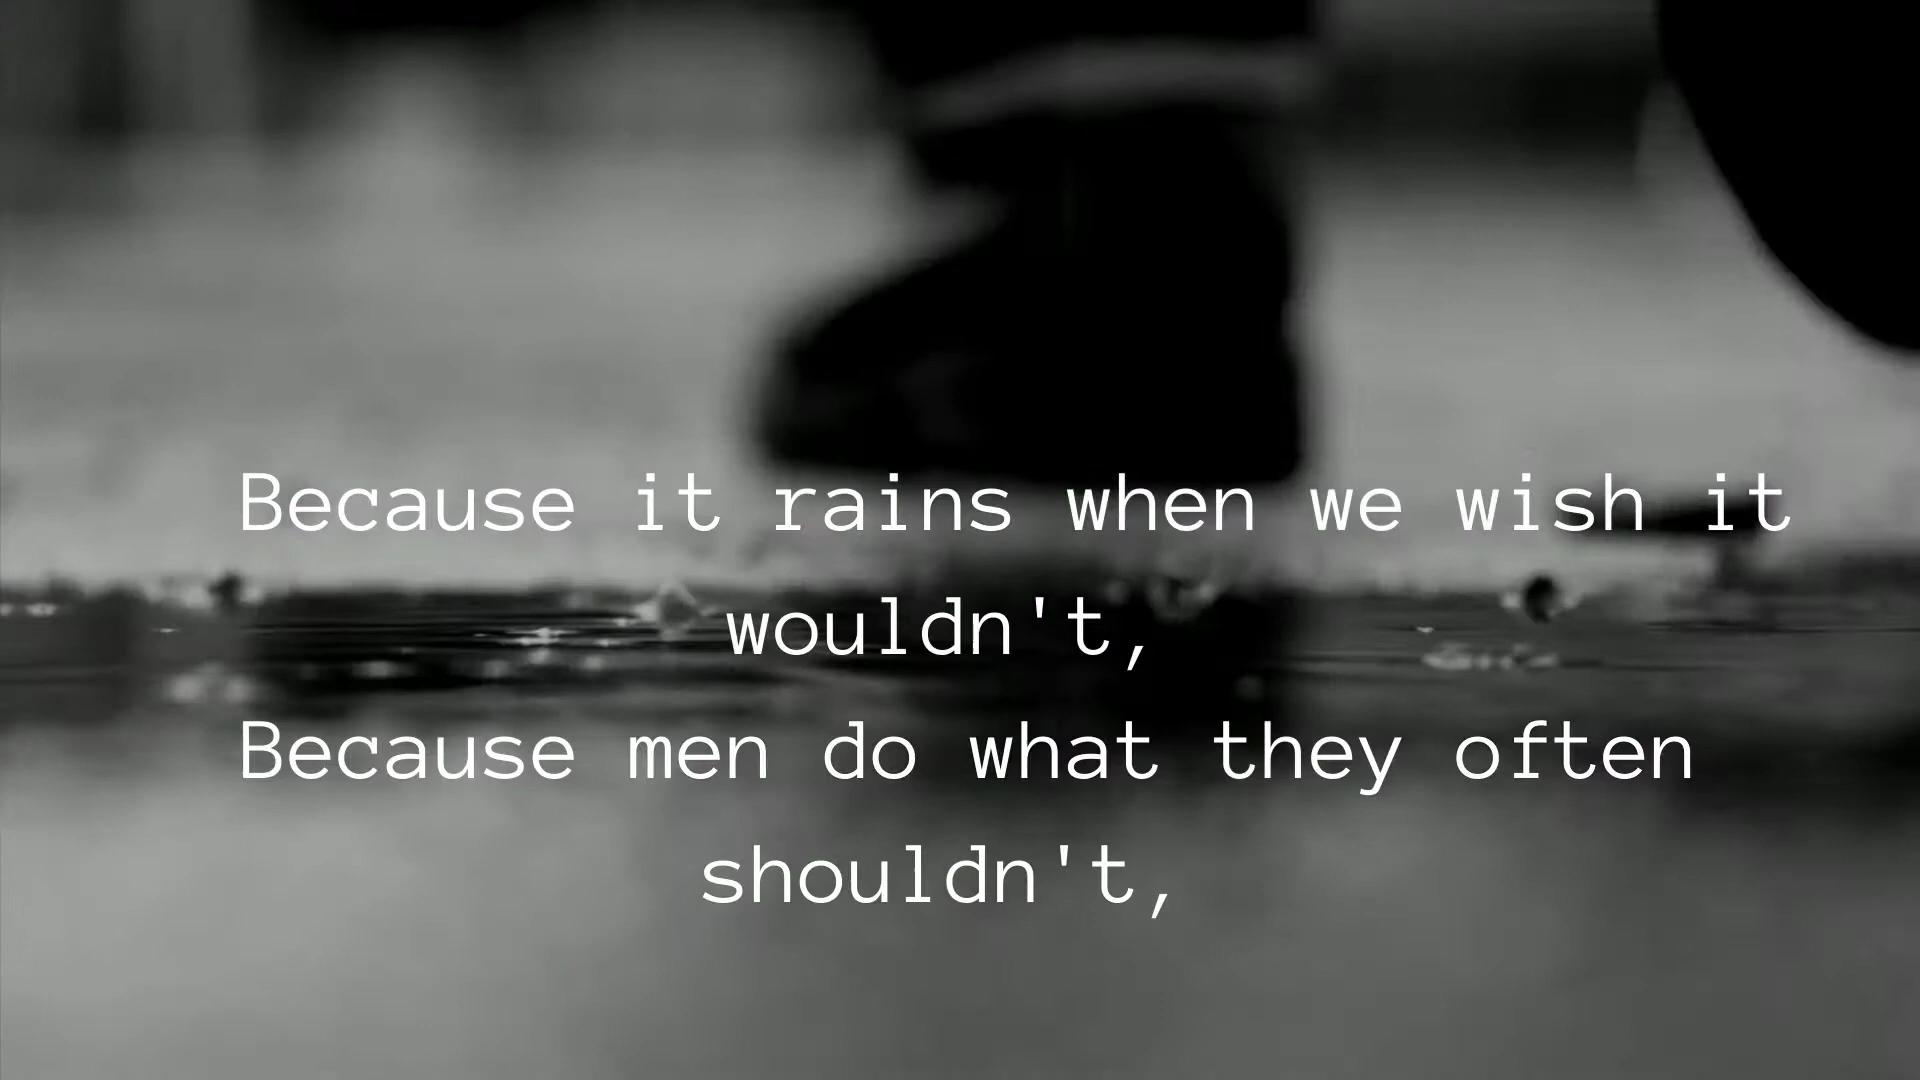 Because it rains when we wish it
wouldn't,
Because men do what they often
shouldn't,